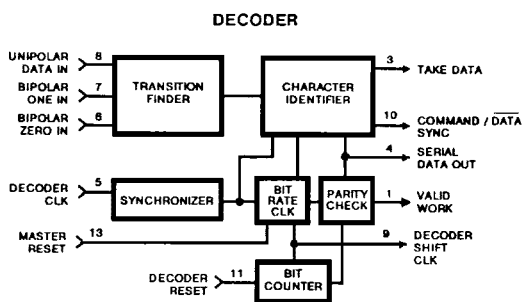 DECODER
UNIPOLAR DATA IN 8
BIPOLAR ONE IN 7
BIPOLAR ZERO IN 6
TRANSITION FINDER
CHARACTER IDENTIFIER
3 TAKE DATA
10 COMMAND / DATA SYNC
4 SERIAL DATA OUT
DECODER CLK 5
SYNCHRONIZER
BIT RATE CLK
PARITY CHECK
1 VALID WORK
MASTER RESET 13
9 DECODER SHIFT CLK
DECODER RESET 11
BIT COUNTER